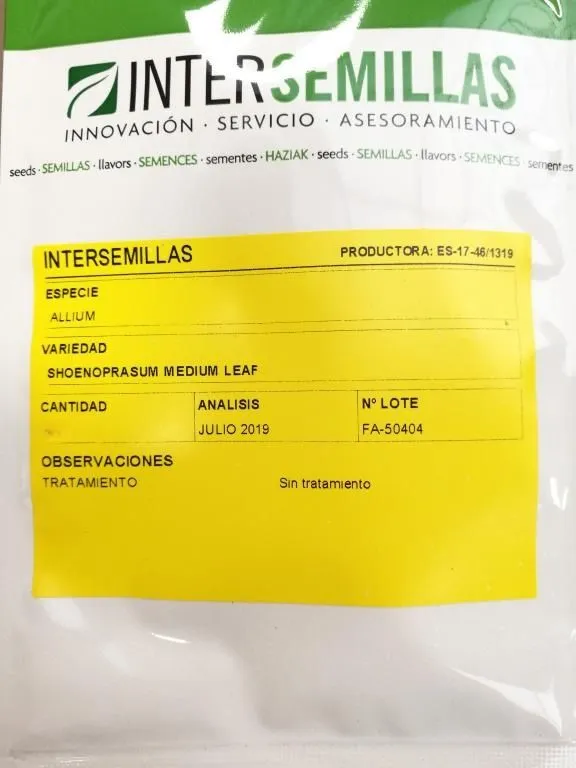 INTERSEMILLAS
INNOVACIÓN · SERVICIO · ASESORAMIENTO
seeds · SEMILLAS · llavors · SEMENCES · sementes · HAZIAK · seeds · SEMILLAS · llavors · SEMENCES · sementes
INTERSEMILLAS PRODUCTORA: ES-17-46/1319
ESPECIE
ALLIUM
VARIEDAD
SHOENOPRASUM MEDIUM LEAF
CANTIDAD ANALISIS Nº LOTE
JULIO 2019 FA-50404
OBSERVACIONES
TRATAMIENTO Sin tratamiento